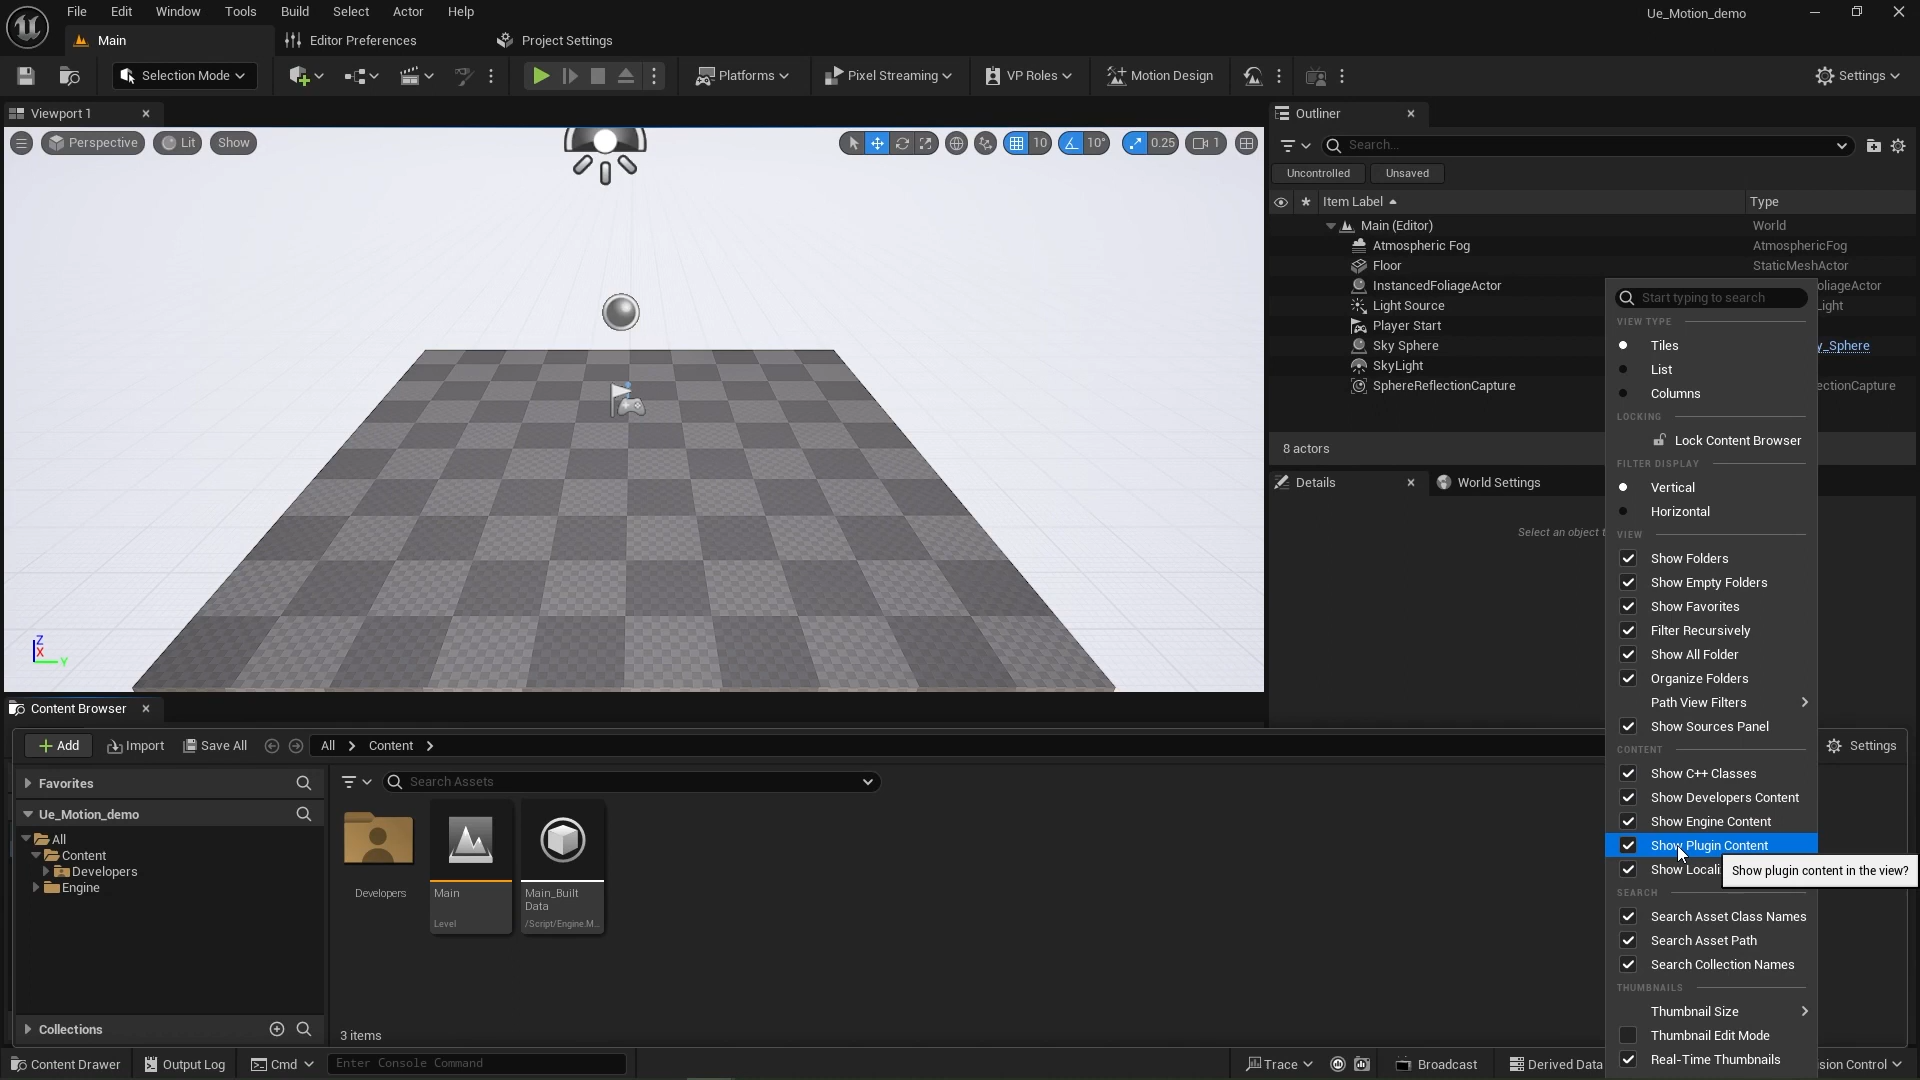 File Edit Window Tools Build Select Actor Help
Ue_Motion_demo
Main
Editor Preferences
Project Settings
Selection Mode
Platforms
Pixel Streaming
VP Roles
Motion Design
Settings
Viewport 1
Perspective
Lit
Show
10
10°
0.25
1
Z
X
Y
Outliner
Search...
Uncontrolled
Unsaved
Item Label
Type
Main (Editor)
World
Atmospheric Fog
AtmosphericFog
Floor
StaticMeshActor
InstancedFoliageActor
oliageActor
Light Source
Light
Player Start
Sky Sphere
y_Sphere
SkyLight
SphereReflectionCapture
ectionCapture
8 actors
Details
World Settings
Select an object t
Start typing to search
VIEW TYPE
Tiles
List
Columns
LOCKING
Lock Content Browser
FILTER DISPLAY
Vertical
Horizontal
VIEW
Show Folders
Show Empty Folders
Show Favorites
Filter Recursively
Show All Folder
Organize Folders
Path View Filters
Show Sources Panel
CONTENT
Show C++ Classes
Show Developers Content
Show Engine Content
Show Plugin Content
Show Locali
Show plugin content in the view?
SEARCH
Search Asset Class Names
Search Asset Path
Search Collection Names
THUMBNAILS
Thumbnail Size
Thumbnail Edit Mode
Real-Time Thumbnails
Content Browser
Add
Import
Save All
All
Content
Settings
Favorites
Ue_Motion_demo
All
Content
Developers
Engine
Collections
Search Assets
Developers
Main
Level
Main_Built
Data
/Script/Engine.M...
3 items
Content Drawer
Output Log
Cmd
Enter Console Command
Trace
Broadcast
Derived Data
sion Control